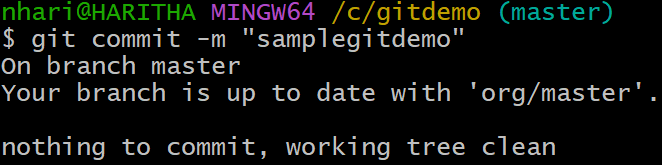 nhari@HARITHA MINGW64 /c/gitdemo (master)
$ git commit -m "samplegitdemo"
On branch master
Your branch is up to date with 'org/master'.
nothing to commit, working tree clean